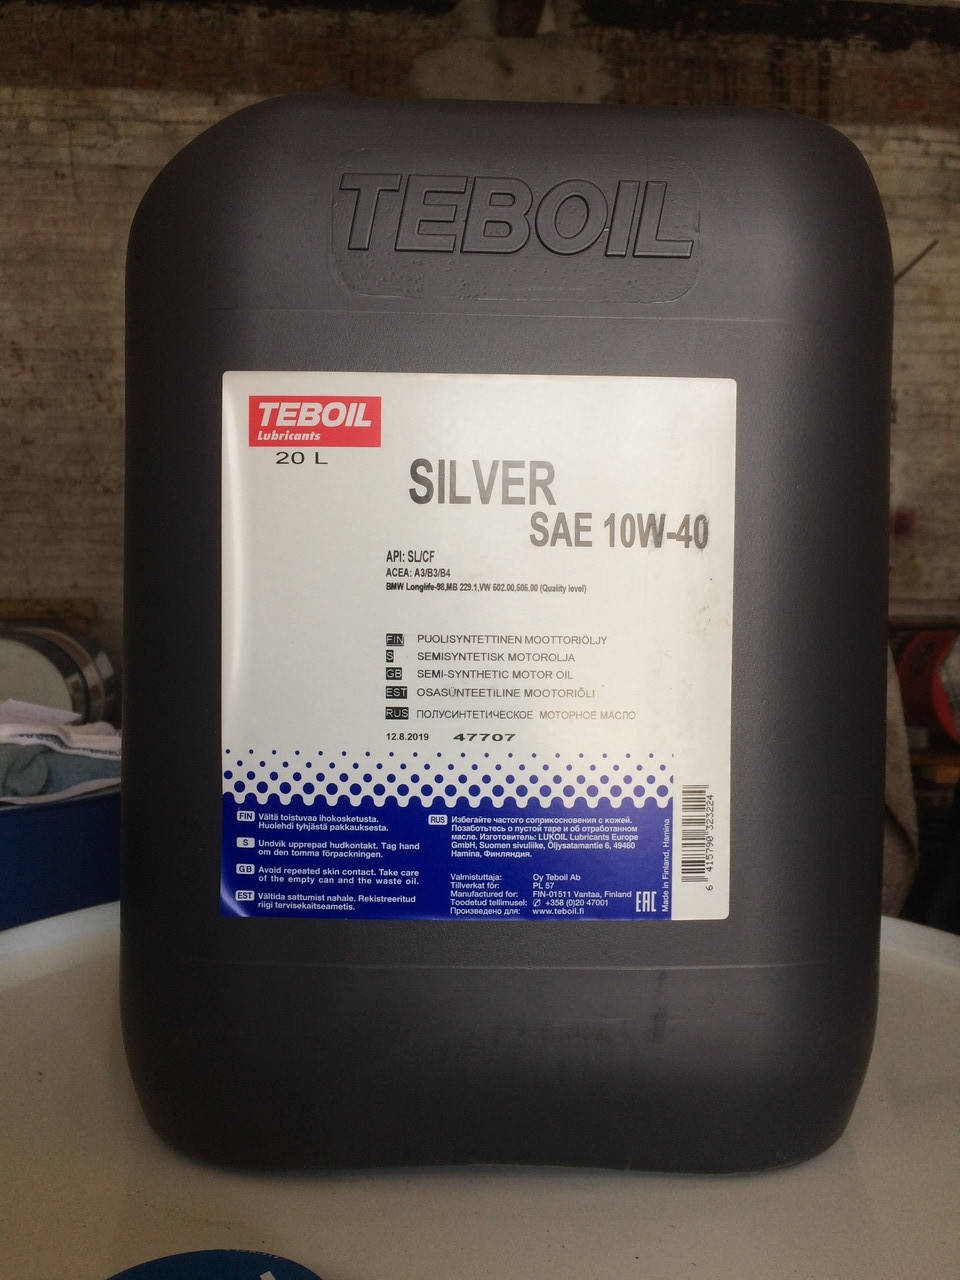 TEBOIL
TEBOIL
Lubricants
20 L
SILVER
SAE 10W-40
API: SL/CF
ACEA: A3/B3/B4
BMW Longlife-98,MB 229.1,VW 502.00,505.00 (Quality level)
FIN PUOLISYNTETTINEN MOOTTORIÖLJY
S SEMISYNTETISK MOTOROLJA
GB SEMI-SYNTHETIC MOTOR OIL
EST OSASÜNTEETILINE MOOTORIÕLI
RUS ПОЛУСИНТЕТИЧЕСКОЕ МОТОРНОЕ МАСЛО
12.8.2019 47707
FIN Vältä toistuvaa ihokosketusta.
Huolehdi tyhjästä pakkauksesta.
S Undvik upprepad hudkontakt. Tag hand
om den tomma förpackningen.
GB Avoid repeated skin contact. Take care
of the empty can and the waste oil.
EST Vältida sattumist nahale. Rekistreeritud
riigi tervisekaitseametis.
RUS Избегайте частого соприкосновения с кожей.
Позаботьтесь о пустой таре и об отработанном
масле. Изготовитель: LUKOIL Lubricants Europe
GmbH, Suomen sivuliike, Öljysatamantie 6, 49460
Hamina, Финляндия.
Valmistuttaja: Oy Teboil Ab
Tillverkat för: PL 57
Manufactured for: FIN-01511 Vantaa, Finland
Toodetud tellimusel: ✆ +358 (0)20 47001
Произведено для: www.teboil.fi
EAC
Made in Finland, Hamina
6 415790 323224